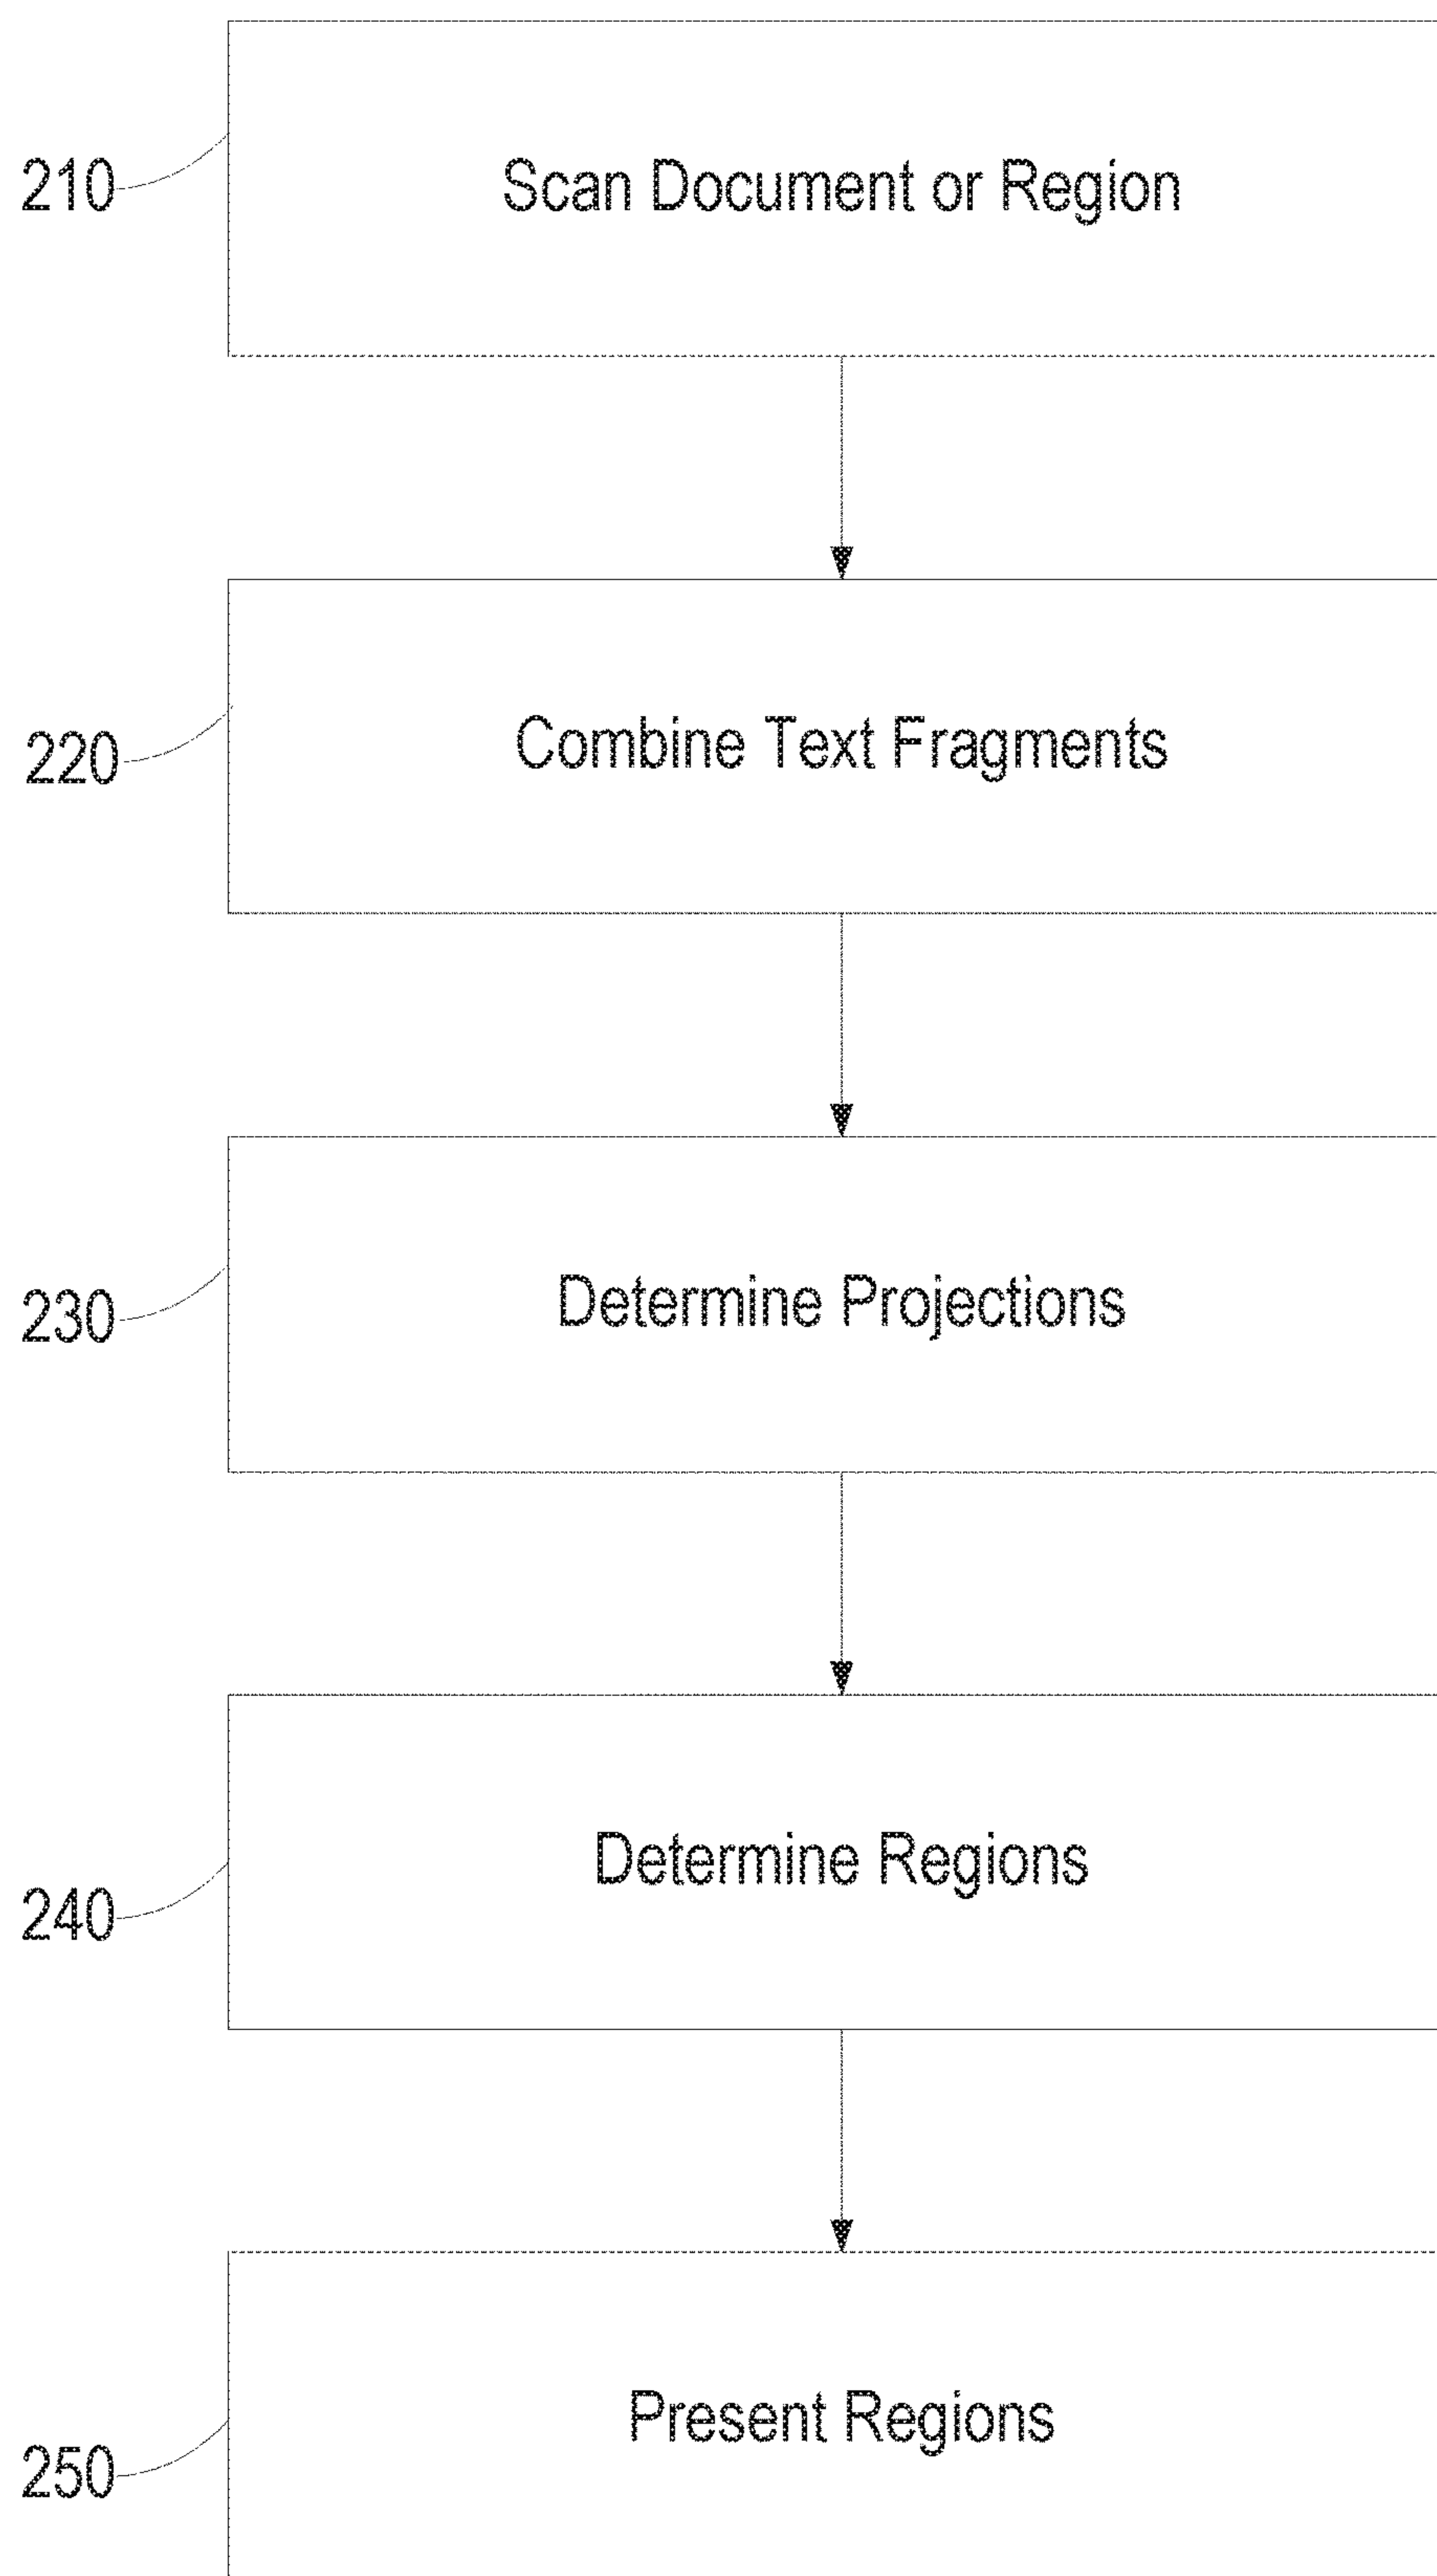 210
Scan Document or Region
220
Combine Text Fragments
230
Determine Projections
240
Determine Regions
250
Present Regions